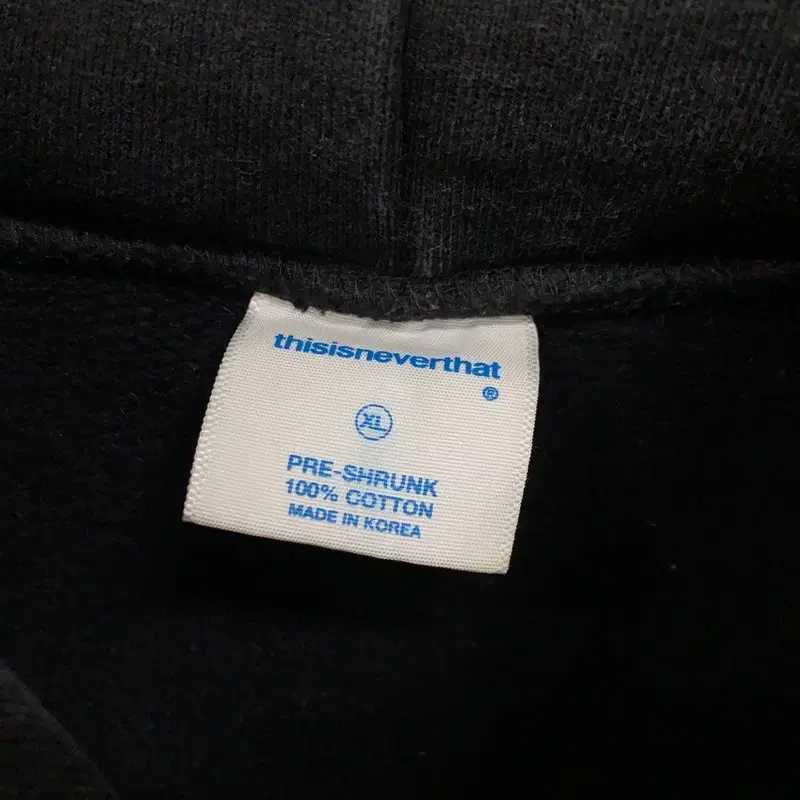 thisisneverthat
®
XL
PRE-SHRUNK
100% COTTON
MADE IN KOREA